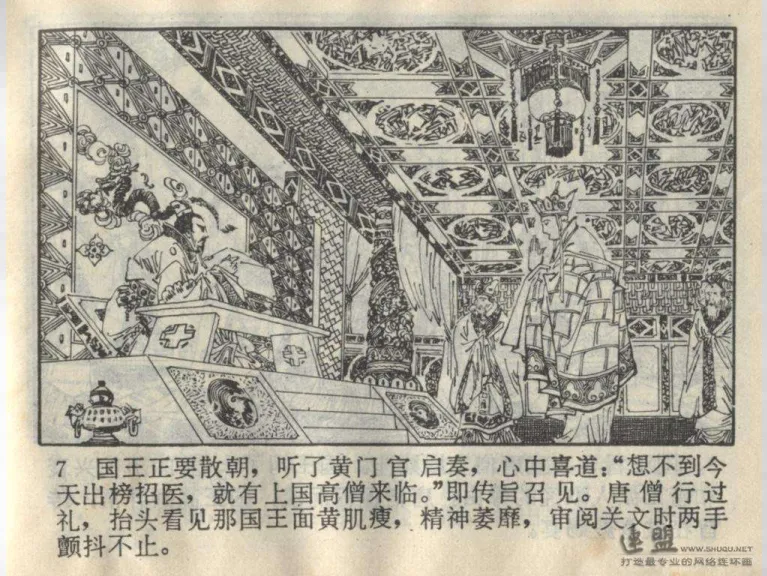 7 国王正要散朝，听了黄门官启奏，心中喜道：“想不到今
天出榜招医，就有上国高僧来临。”即传旨召见。唐僧行过
礼，抬头看见那国王面黄肌瘦，精神萎靡，审阅关文时两手
颤抖不止。
连盟 WWW.SHUQU.NET
打造最专业的网络连环画